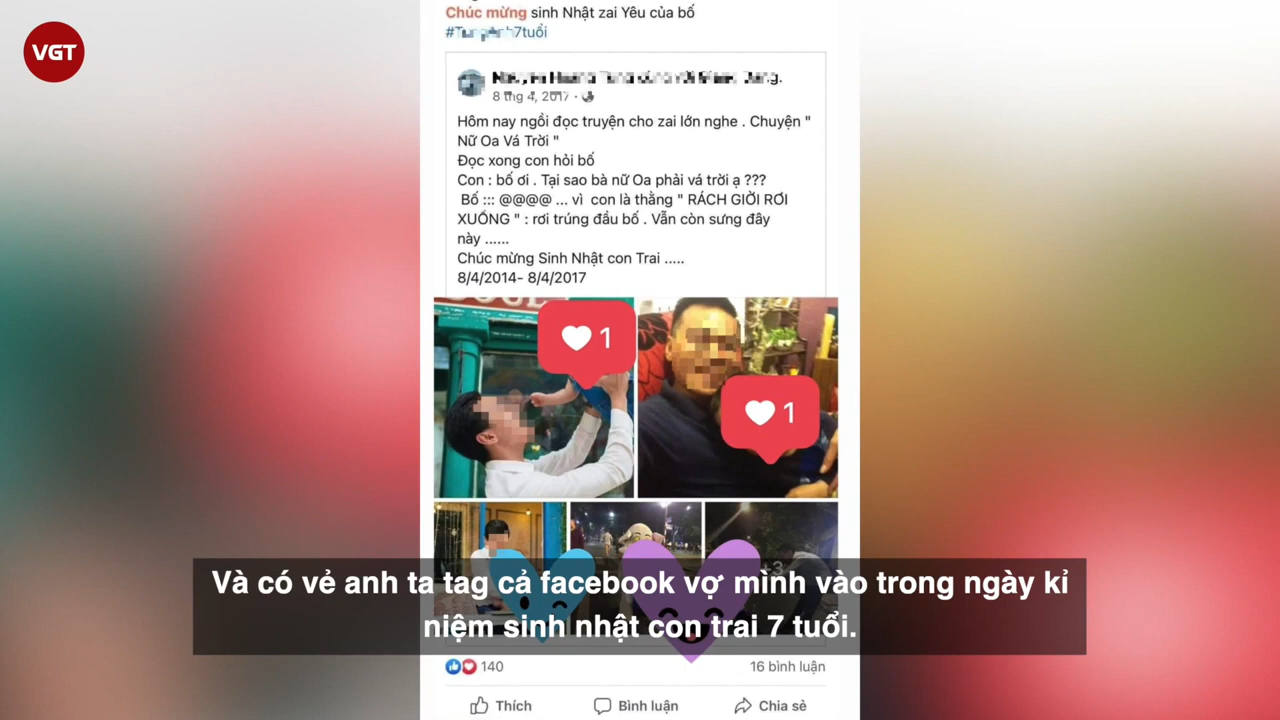 VGT
Chúc mừng sinh Nhật zai Yêu của bố
8 thg 4, 2017
Hôm nay ngồi đọc truyện cho zai lớn nghe . Chuyện "
Nữ Oa Vá Trời "
Đọc xong con hỏi bố
Con : bố ơi . Tại sao bà nữ Oa phải vá trời ạ ???
Bố ::: @@@@ ... vì con là thằng " RÁCH GIỜI RƠI
XUỐNG " : rơi trúng đầu bố . Vẫn còn sưng đây
này ......
Chúc mừng Sinh Nhật con Trai .....
8/4/2014- 8/4/2017
1
1
+3
Và có vẻ anh ta tag cả facebook vợ mình vào trong ngày kỉ
niệm sinh nhật con trai 7 tuổi.
140
16 bình luận
Thích
Bình luận
Chia sẻ